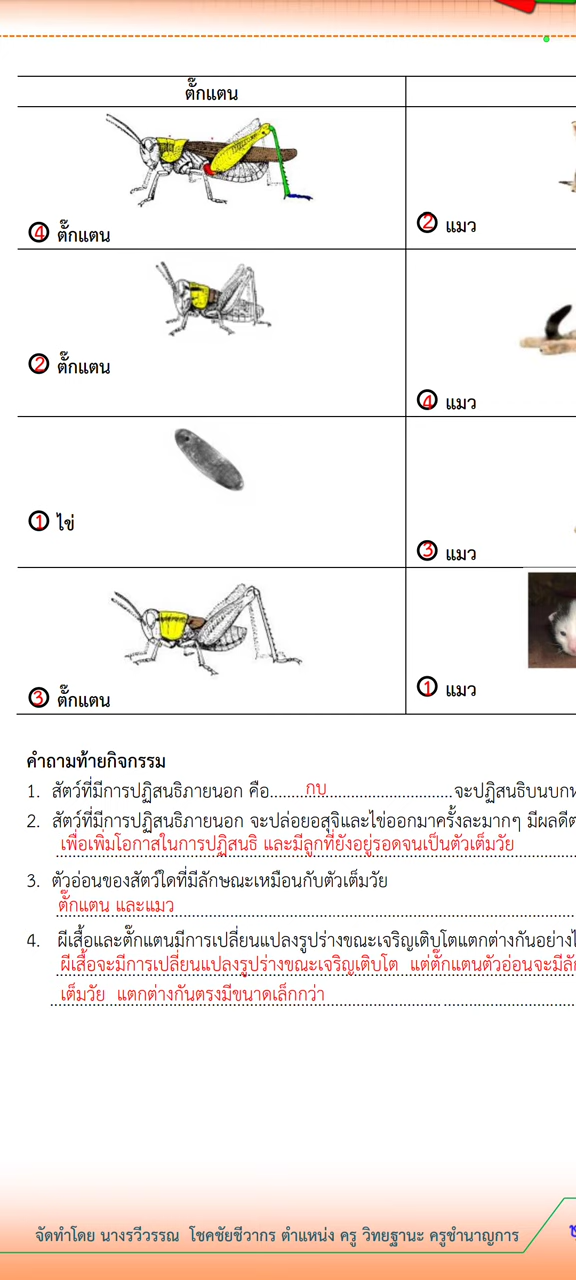 ตั๊กแตน
4 ตั๊กแตน
2 แมว
2 ตั๊กแตน
4 แมว
1 ไข่
3 แมว
3 ตั๊กแตน
1 แมว
คำถามท้ายกิจกรรม
1. สัตว์ที่มีการปฏิสนธิภายนอก คือ..........กบ..............................จะปฏิสนธิบนบก
2. สัตว์ที่มีการปฏิสนธิภายนอก จะปล่อยอสุจิและไข่ออกมาครั้งละมากๆ มีผลดี
เพื่อเพิ่มโอกาสในการปฏิสนธิ และมีลูกที่ยังอยู่รอดจนเป็นตัวเต็มวัย
3. ตัวอ่อนของสัตว์ใดที่มีลักษณะเหมือนกับตัวเต็มวัย
ตั๊กแตน และแมว
4. ผีเสื้อและตั๊กแตนมีการเปลี่ยนแปลงรูปร่างขณะเจริญเติบโตแตกต่างกันอย่าง
ผีเสื้อจะมีการเปลี่ยนแปลงรูปร่างขณะเจริญเติบโต แต่ตั๊กแตนตัวอ่อนจะมี
เต็มวัย แตกต่างกันตรงมีขนาดเล็กกว่า
จัดทำโดย นางรวีวรรณ โชคชัยชีวากร ตำแหน่ง ครู วิทยฐานะ ครูชำนาญการ